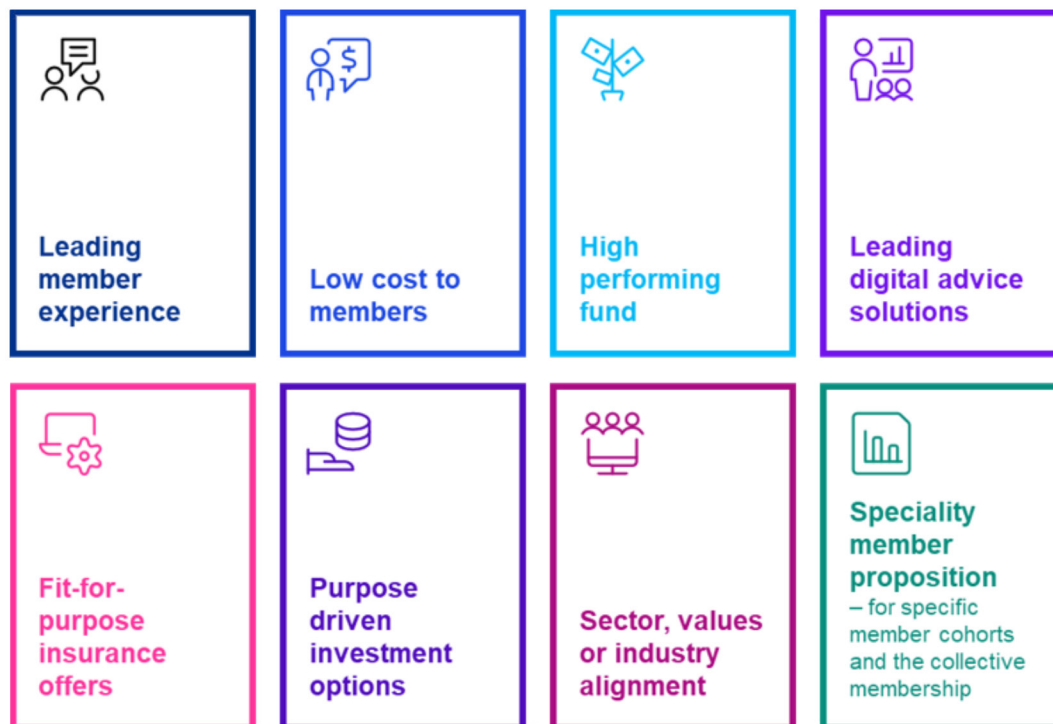 $
Leading
member
experience
Low cost to
members
High
performing
fund
Leading
digital advice
solutions
Fit-for-
purpose
insurance
offers
Purpose
driven
investment
options
Sector, values
or industry
alignment
Speciality
member
proposition
– for specific
member cohorts
and the collective
membership